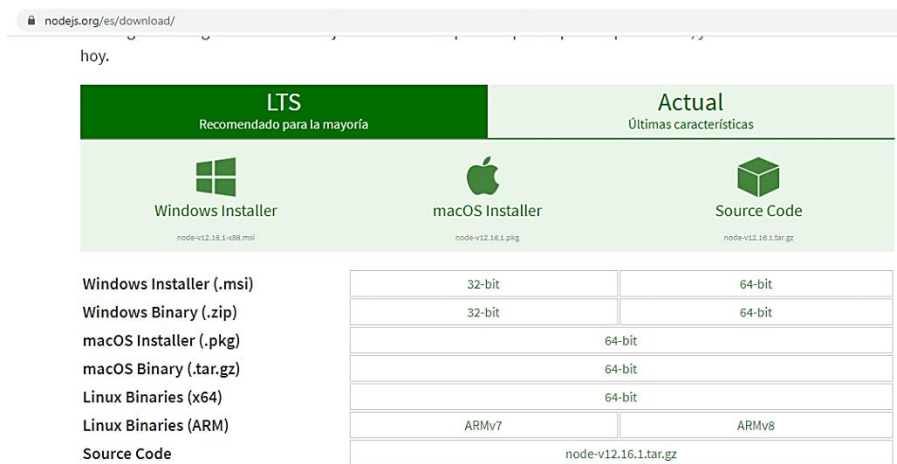 nodejs.org/es/download/
hoy.
LTS
Recomendado para la mayoría
Actual
Últimas características
Windows Installer
macOS Installer
Source Code
node-v12.16.1-x86.msi
node-v12.16.1.pkg
node-v12.16.1.tar.gz
Windows Installer (.msi) 32-bit 64-bit
Windows Binary (.zip) 32-bit 64-bit
macOS Installer (.pkg) 64-bit
macOS Binary (.tar.gz) 64-bit
Linux Binaries (x64) 64-bit
Linux Binaries (ARM) ARMv7 ARMv8
Source Code node-v12.16.1.tar.gz